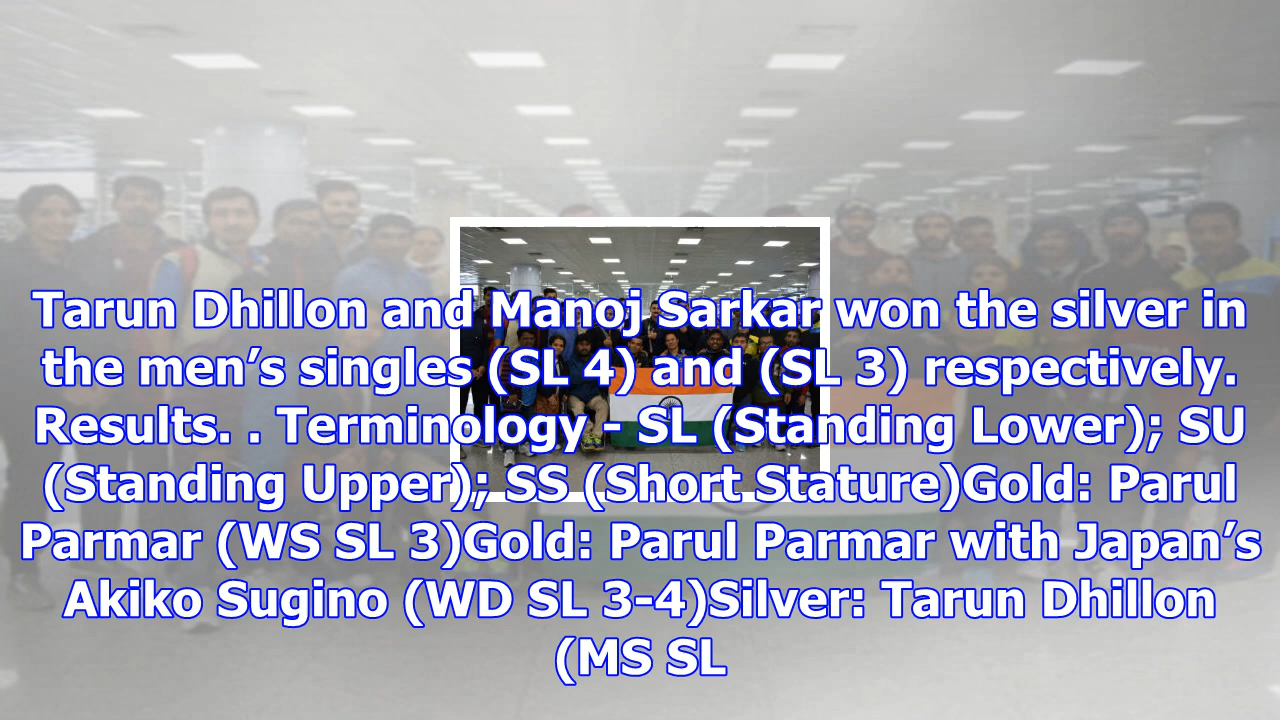 Tarun Dhillon and Manoj Sarkar won the silver in
the men’s singles (SL 4) and (SL 3) respectively.
Results. . Terminology - SL (Standing Lower); SU
(Standing Upper); SS (Short Stature)Gold: Parul
Parmar (WS SL 3)Gold: Parul Parmar with Japan’s
Akiko Sugino (WD SL 3-4)Silver: Tarun Dhillon
(MS SL